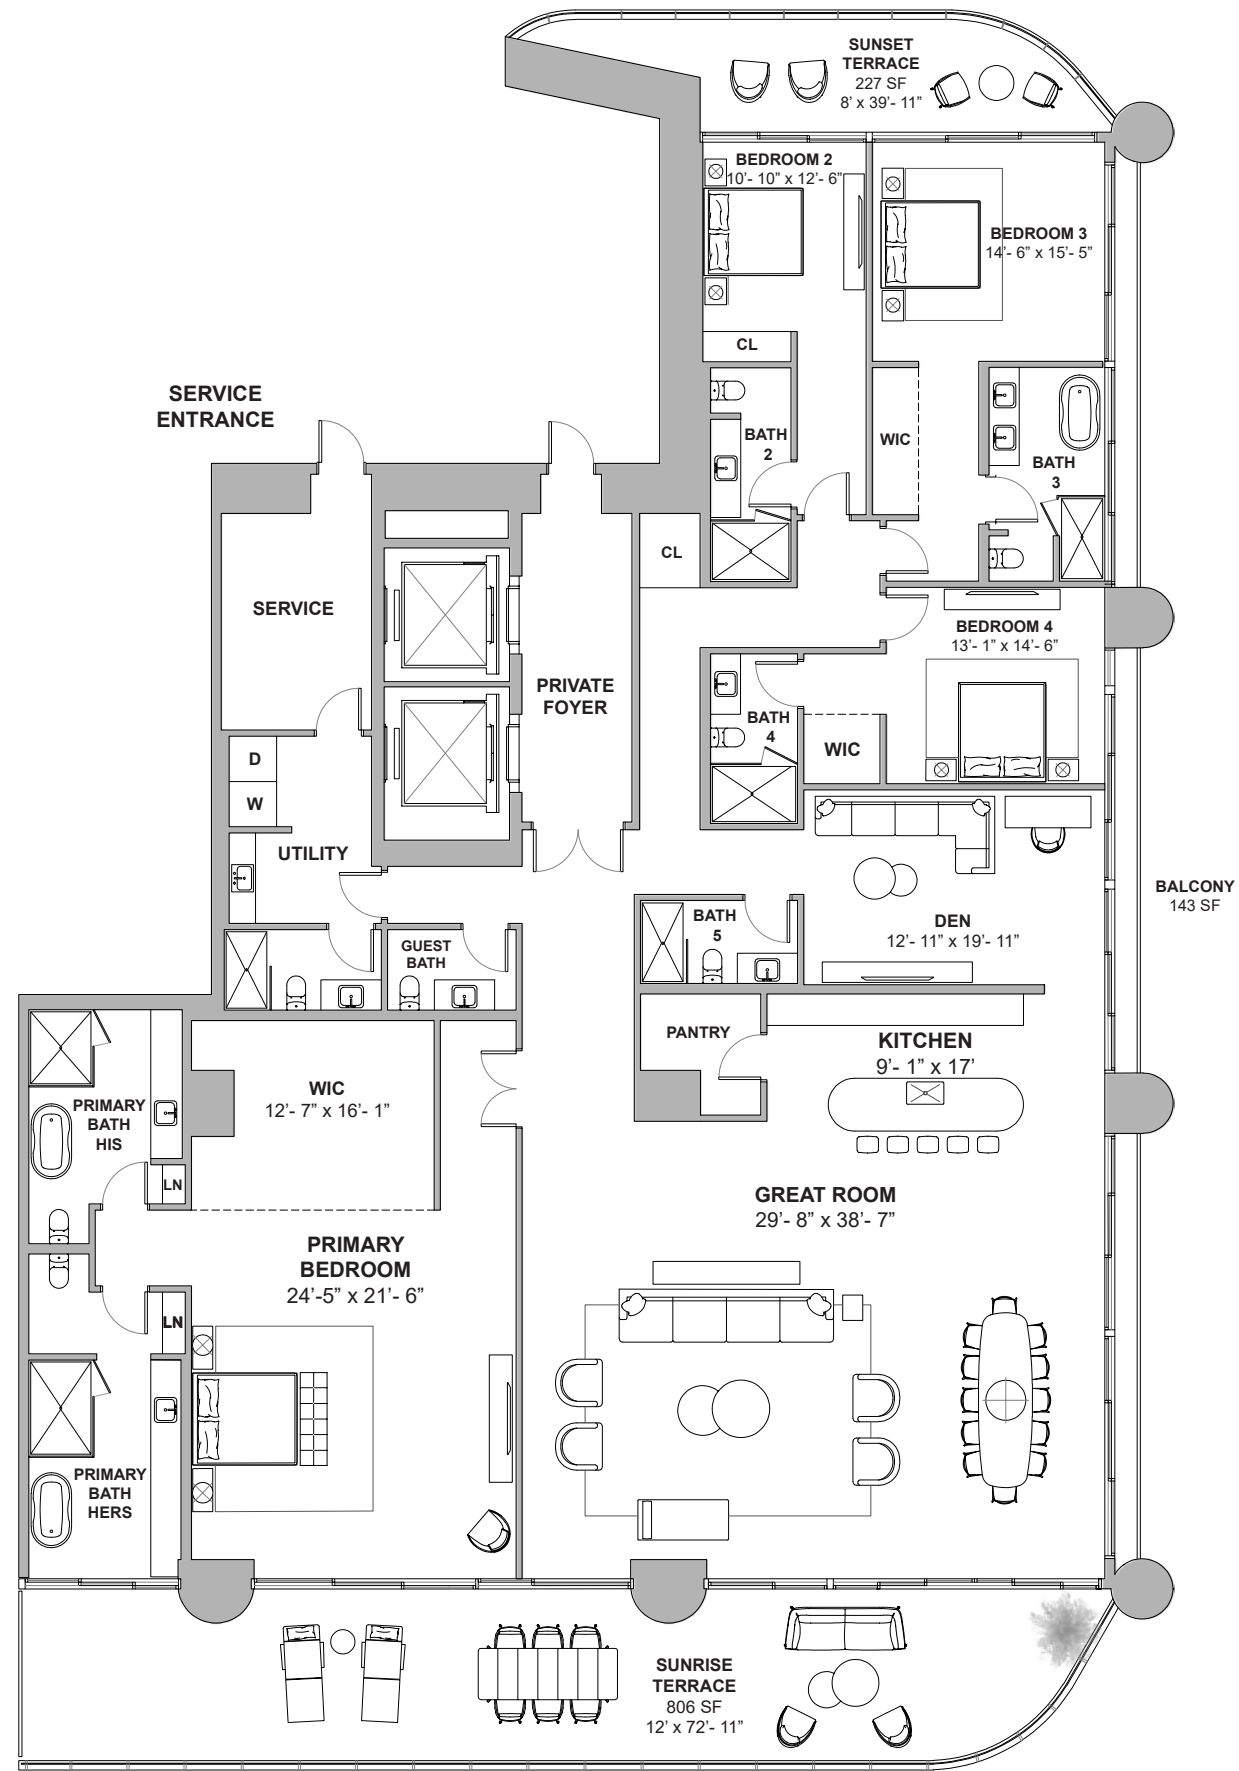 SUNSET
TERRACE
227 SF
8’ x 39’- 11”
BEDROOM 2
10’- 10” x 12’- 6”
BEDROOM 3
14’- 6” x 15’- 5”
CL
SERVICE
ENTRANCE
BATH
2
WIC
BATH
3
CL
SERVICE
BEDROOM 4
13’- 1” x 14’- 6”
PRIVATE
FOYER
BATH
4
WIC
D
W
UTILITY
BALCONY
143 SF
DEN
12’- 11” x 19’- 11”
BATH
5
GUEST
BATH
PANTRY
KITCHEN
9’- 1” x 17’
WIC
12’- 7” x 16’- 1”
PRIMARY
BATH
HIS
LN
GREAT ROOM
29’- 8” x 38’- 7”
PRIMARY
BEDROOM
24’-5” x 21’- 6”
LN
PRIMARY
BATH
HERS
SUNRISE
TERRACE
806 SF
12’ x 72’- 11”